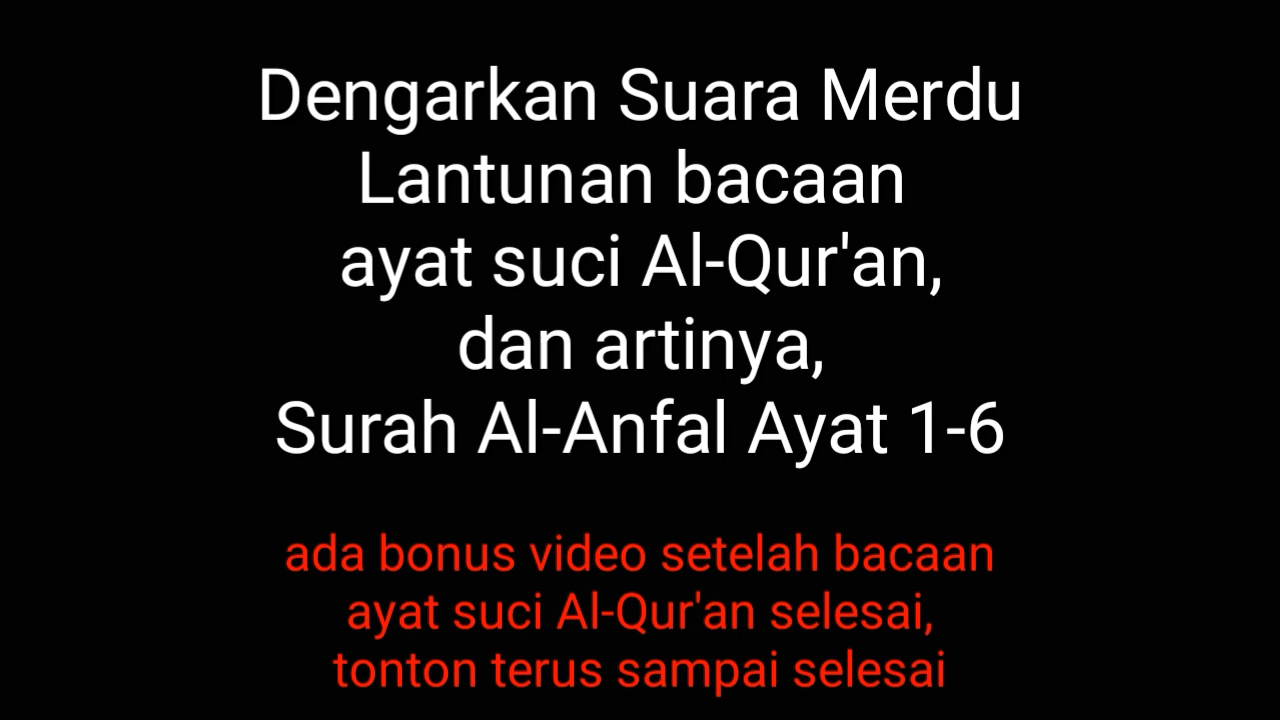 Dengarkan Suara Merdu
Lantunan bacaan
ayat suci Al-Qur'an,
dan artinya,
Surah Al-Anfal Ayat 1-6
ada bonus video setelah bacaan
ayat suci Al-Qur'an selesai,
tonton terus sampai selesai